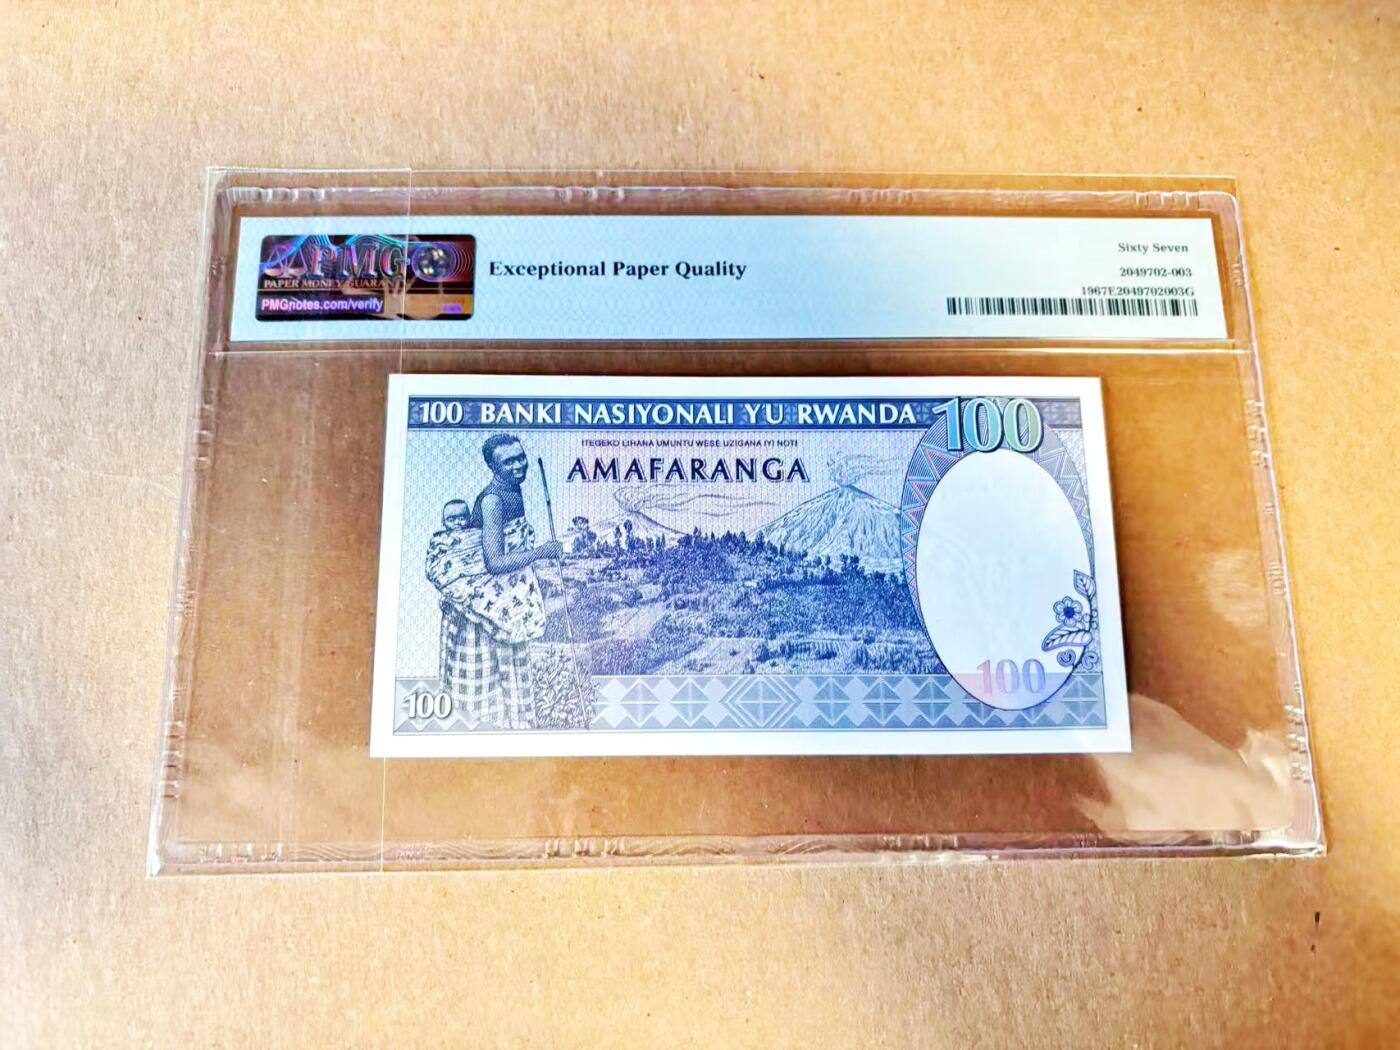 PMG
PAPER MONEY GUARANTY
PMGnotes.com/verify
Exceptional Paper Quality
Sixty Seven
2049702-003
1967E2049702003G
100 BANKI NASIYONALI YU RWANDA 100
ITEGEKO LIHANA UMUNTU WESE UZIGANA IYI NOTI
AMAFARANGA
100
100